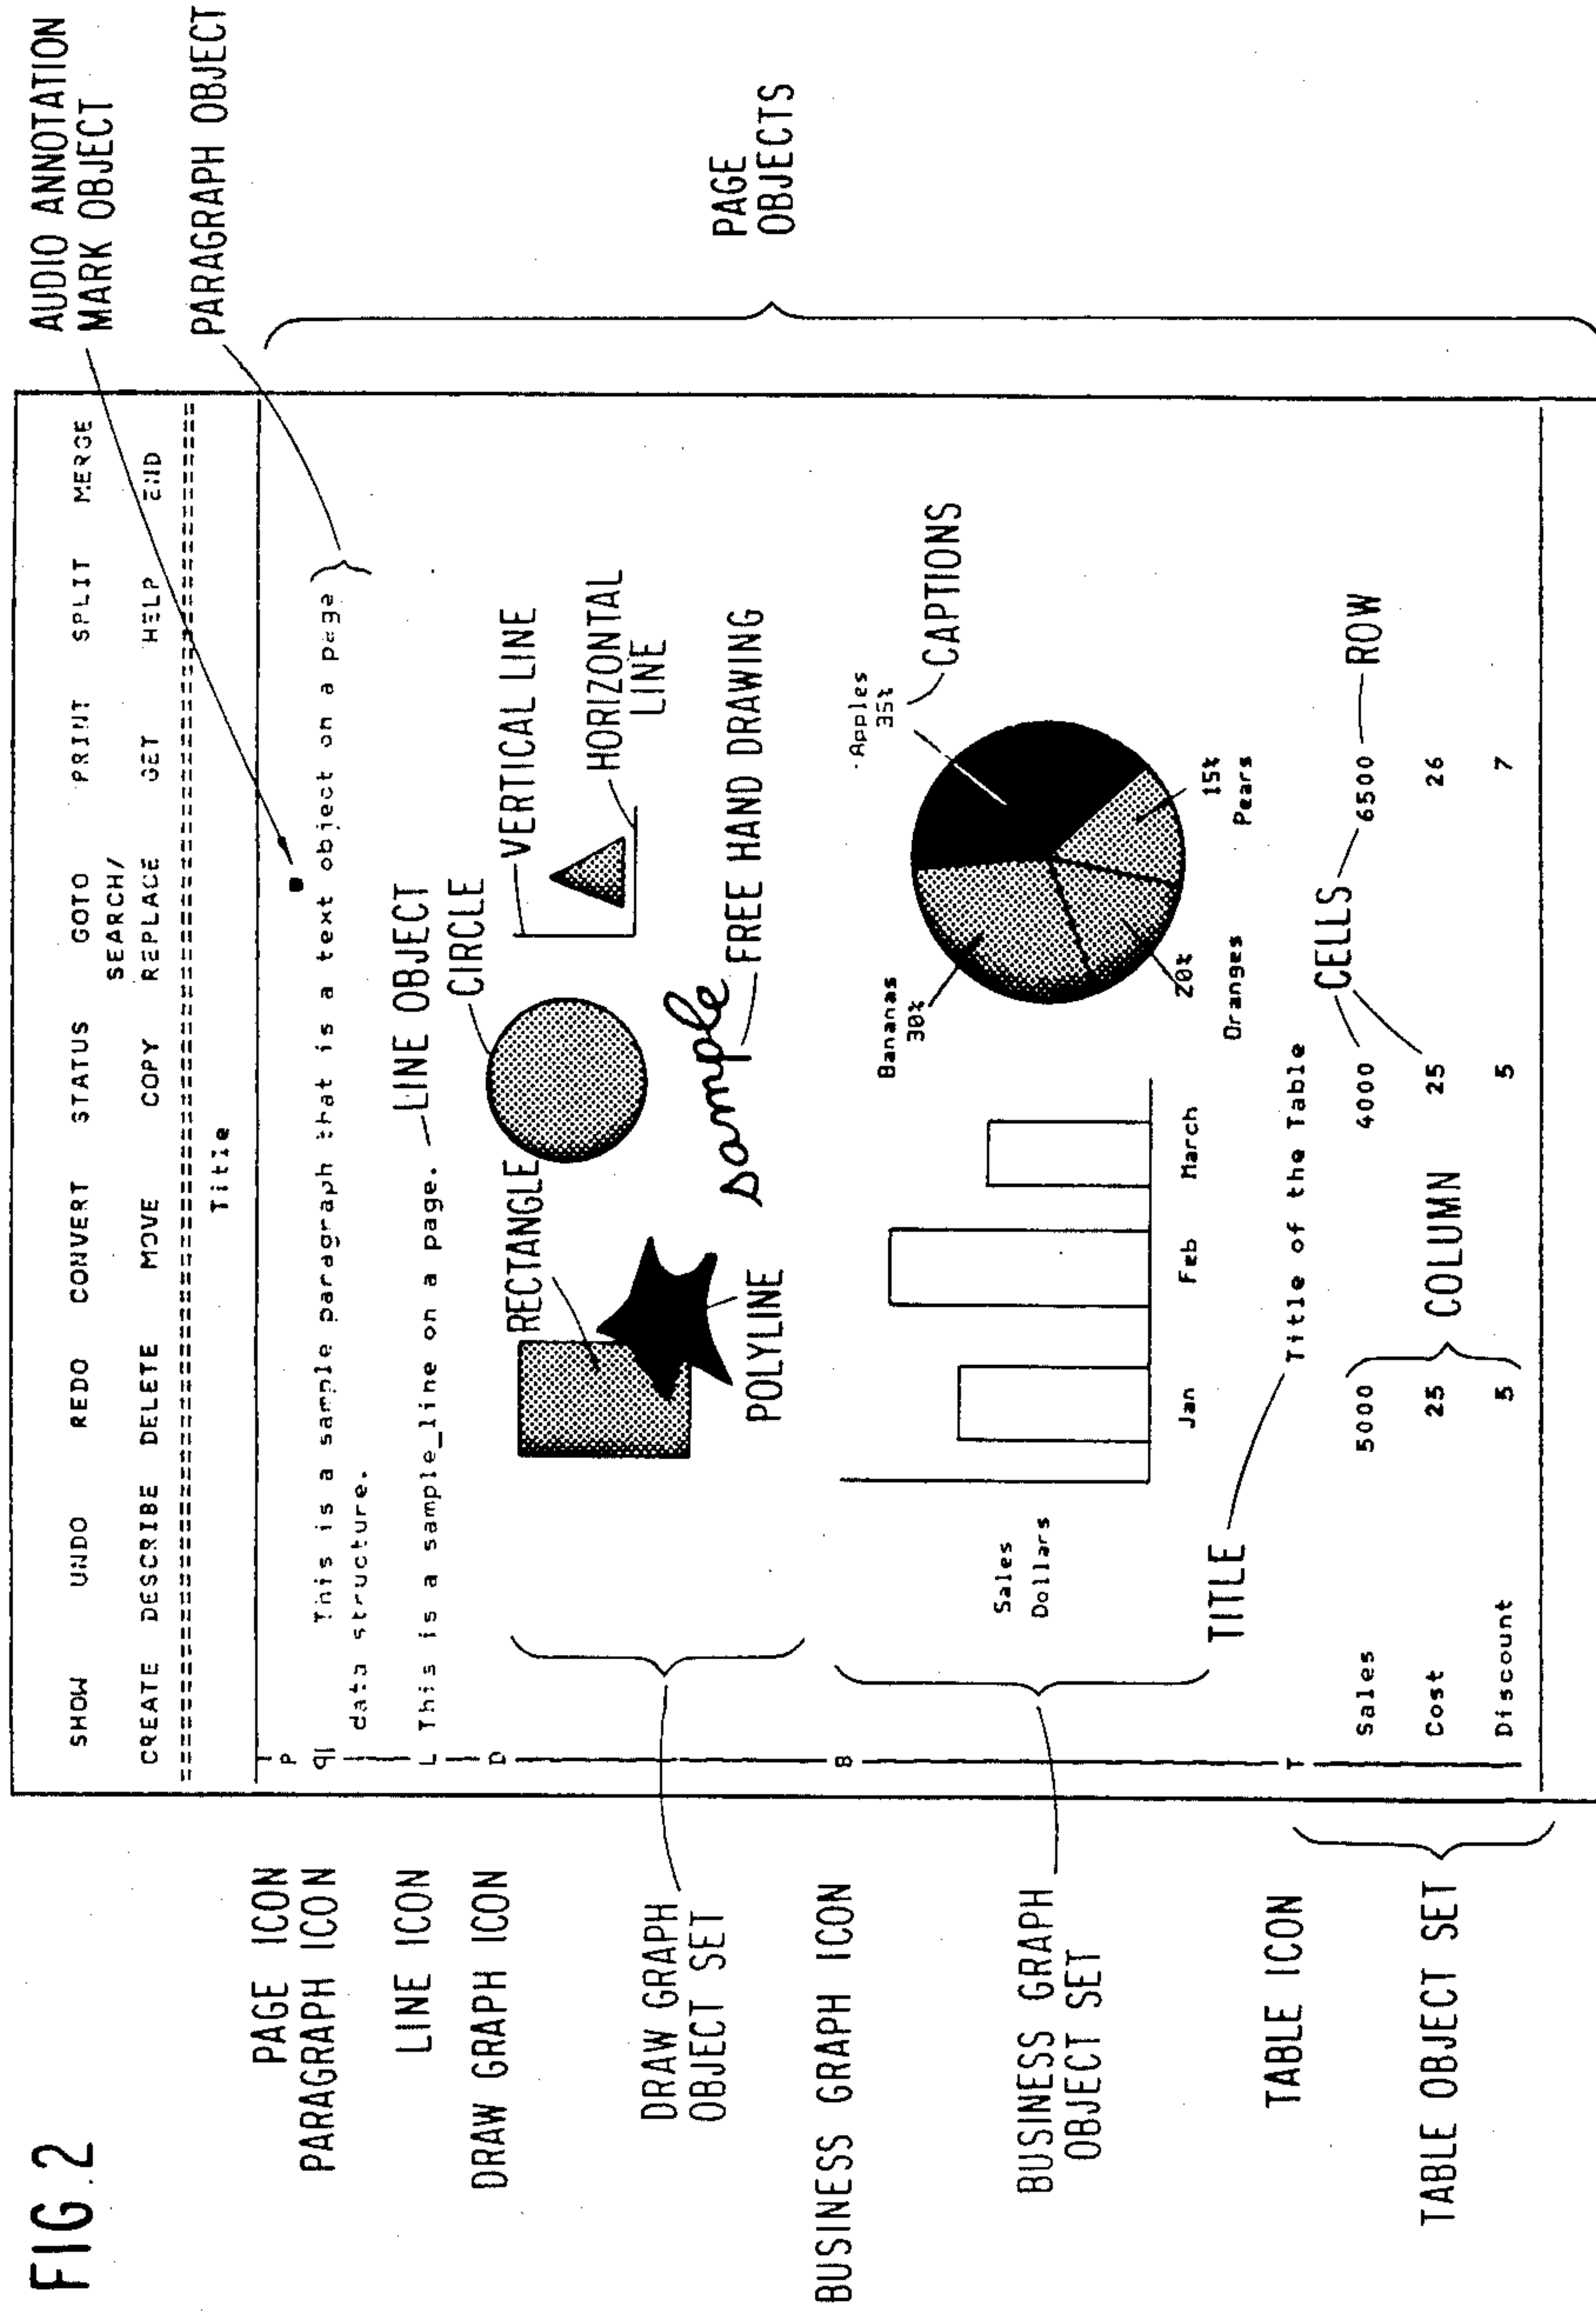 FIG.2
AUDIO ANNOTATION
MARK OBJECT
PARAGRAPH OBJECT
SHOW UNDO REDO CONVERT STATUS GOTO PRINT SPLIT MERGE
SEARCH/
CREATE DESCRIBE DELETE MOVE COPY REPLACE GET HELP END
Title
PAGE ICON
P
PARAGRAPH ICON
¶ This is a sample paragraph that is a text object on a page
data structure.
LINE ICON
L This is a sample_line on a page. LINE OBJECT
DRAW GRAPH ICON
D
RECTANGLE
CIRCLE
VERTICAL LINE
HORIZONTAL
LINE
PAGE
OBJECTS
DRAW GRAPH
OBJECT SET
sample
POLYLINE
FREE HAND DRAWING
BUSINESS GRAPH ICON
B
Bananas
30%
Apples
35%
CAPTIONS
Sales
Dollars
BUSINESS GRAPH
OBJECT SET
Jan Feb March
20%
Oranges
15%
Pears
TITLE
TABLE ICON
T Title of the Table
CELLS
Sales 5000 4000 6500 ROW
TABLE OBJECT SET
Cost 25 COLUMN 25 26
Discount 5 5 7